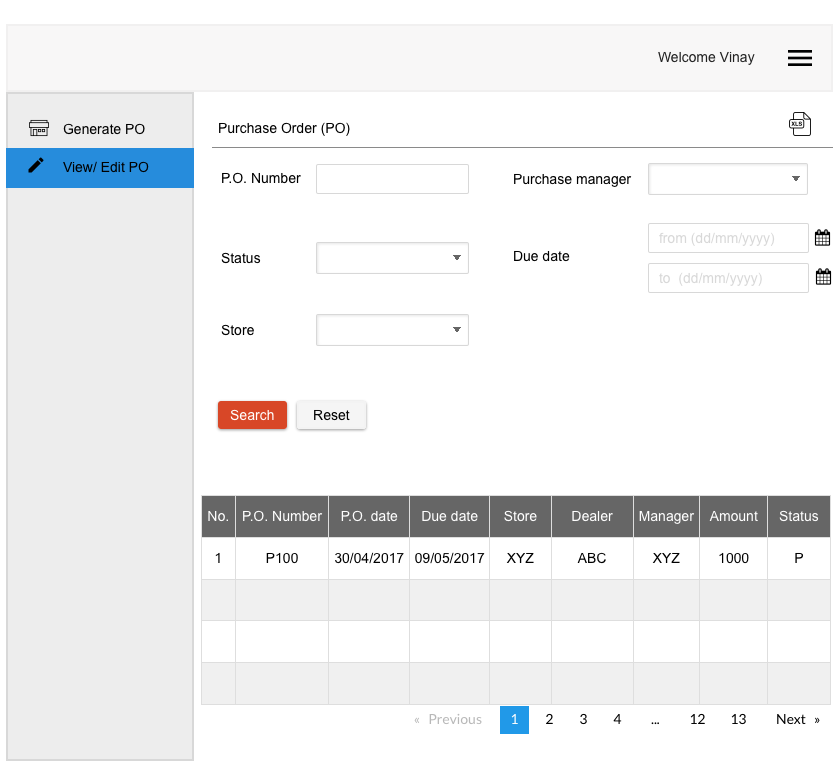 Welcome Vinay
Generate PO
View/ Edit PO
Purchase Order (PO)
XLS
P.O. Number
Purchase manager
Status
Due date
from (dd/mm/yyyy)
to (dd/mm/yyyy)
Store
Search Reset
No. P.O. Number P.O. date Due date Store Dealer Manager Amount Status
1 P100 30/04/2017 09/05/2017 XYZ ABC XYZ 1000 P
« Previous 1 2 3 4 ... 12 13 Next »